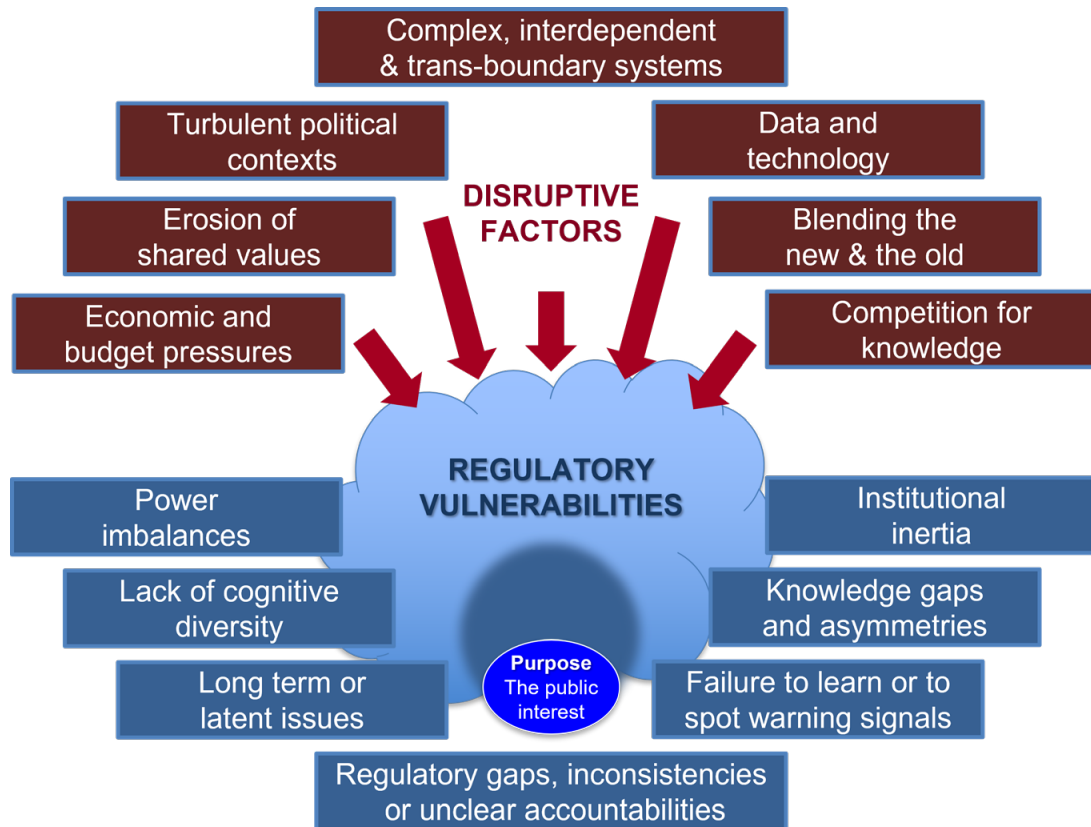 Complex, interdependent
& trans-boundary systems
Turbulent political
contexts
Data and
technology
DISRUPTIVE
FACTORS
Erosion of
shared values
Blending the
new & the old
Economic and
budget pressures
Competition for
knowledge
REGULATORY
VULNERABILITIES
Power
imbalances
Institutional
inertia
Lack of cognitive
diversity
Knowledge gaps
and asymmetries
Purpose
The public
interest
Long term or
latent issues
Failure to learn or to
spot warning signals
Regulatory gaps, inconsistencies
or unclear accountabilities